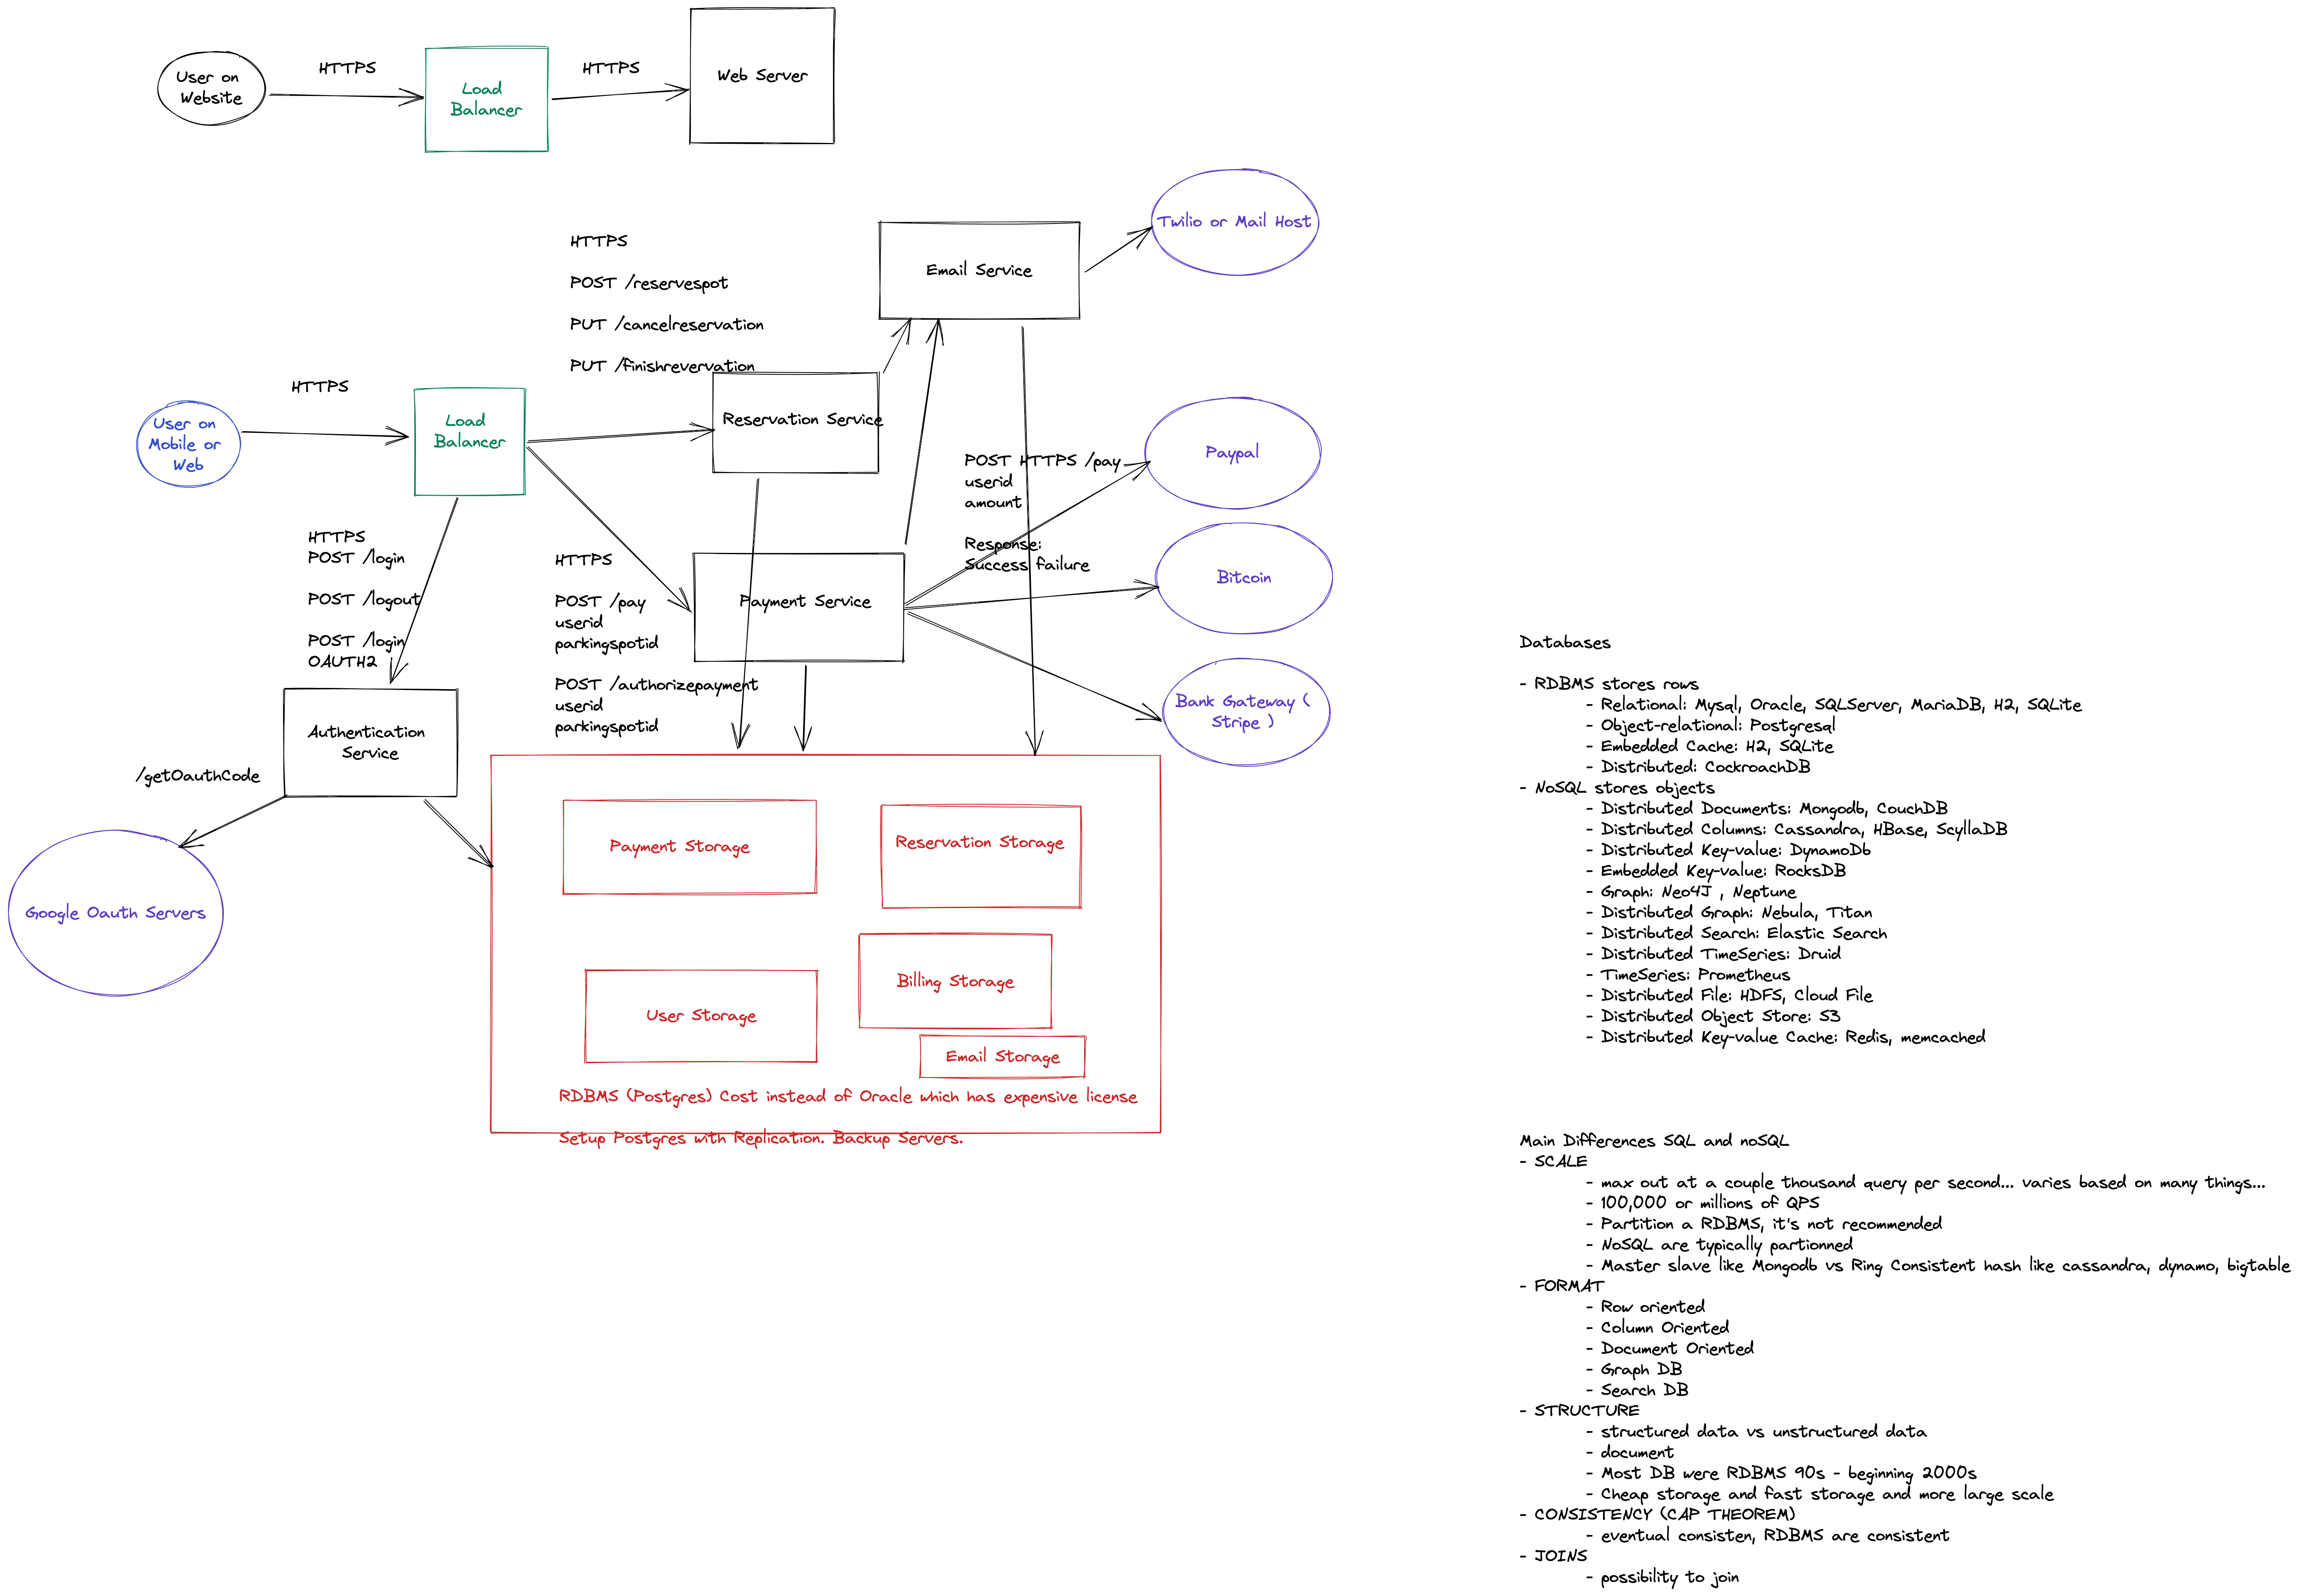 User on
Website
HTTPS
Load
Balancer
HTTPS
Web Server
HTTPS
POST /reservespot
PUT /cancelreservation
PUT /finishrevervation
Email Service
Twilio or Mail Host
HTTPS
User on
Mobile or
Web
Load
Balancer
Reservation Service
POST HTTPS /pay
userid
amount
Response:
Success failure
Paypal
Bitcoin
Bank Gateway (
Stripe )
HTTPS
POST /login
POST /logout
POST /login
OAUTH2
HTTPS
POST /pay
userid
parkingspotid
POST /authorizepayment
userid
parkingspotid
Payment Service
Authentication
Service
/getOauthCode
Google Oauth Servers
Payment Storage
Reservation Storage
Billing Storage
User Storage
Email Storage
RDBMS (Postgres) Cost instead of Oracle which has expensive license
Setup Postgres with Replication. Backup Servers.
Databases
- RDBMS stores rows
- Relational: Mysql, Oracle, SQLServer, MariaDB, H2, SQLite
- Object-relational: Postgresql
- Embedded Cache: H2, SQLite
- Distributed: CockroachDB
- NoSQL stores objects
- Distributed Documents: Mongodb, CouchDB
- Distributed Columns: Cassandra, HBase, ScyllaDB
- Distributed Key-value: DynamoDb
- Embedded Key-value: RocksDB
- Graph: Neo4J , Neptune
- Distributed Graph: Nebula, Titan
- Distributed Search: Elastic Search
- Distributed TimeSeries: Druid
- TimeSeries: Prometheus
- Distributed File: HDFS, Cloud File
- Distributed Object Store: S3
- Distributed Key-value Cache: Redis, memcached
Main Differences SQL and noSQL
- SCALE
- max out at a couple thousand query per second... varies based on many things...
- 100,000 or millions of QPS
- Partition a RDBMS, it's not recommended
- NoSQL are typically partionned
- Master slave like Mongodb vs Ring Consistent hash like cassandra, dynamo, bigtable
- FORMAT
- Row oriented
- Column Oriented
- Document Oriented
- Graph DB
- Search DB
- STRUCTURE
- structured data vs unstructured data
- document
- Most DB were RDBMS 90s - beginning 2000s
- Cheap storage and fast storage and more large scale
- CONSISTENCY (CAP THEOREM)
- eventual consisten, RDBMS are consistent
- JOINS
- possibility to join